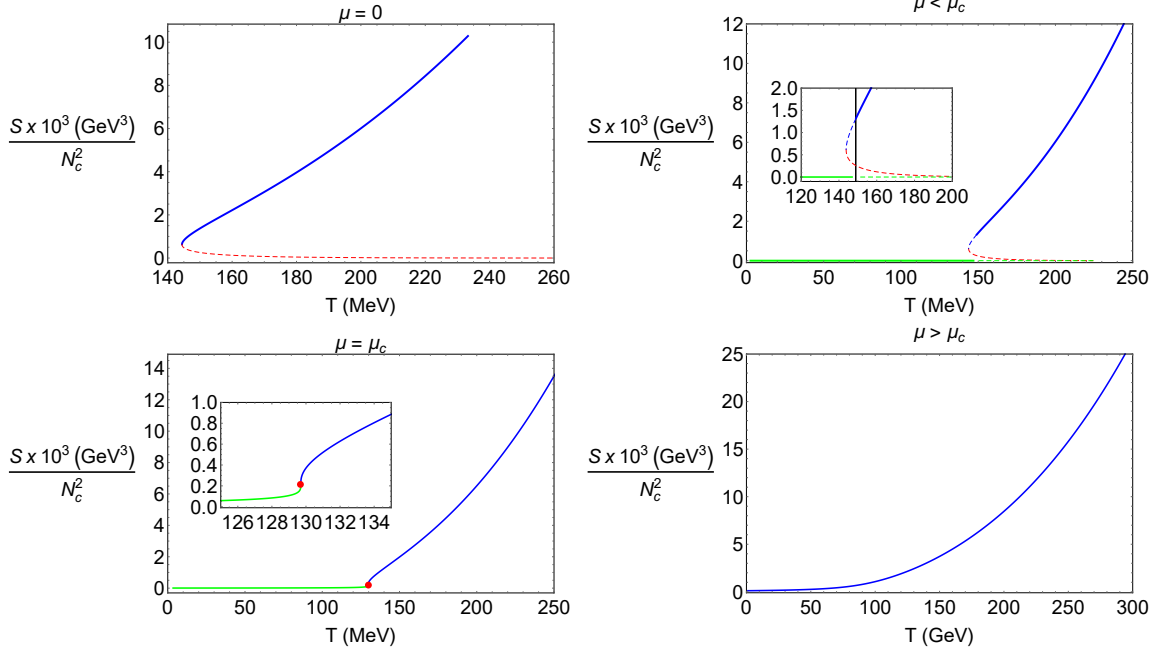 μ = 0
10
8
6
4
2
0
S x 10³ (GeV³)
N_c²
140 160 180 200 220 240 260
T (MeV)
μ < μ_c
12
10
8
6
4
2
0
S x 10³ (GeV³)
N_c²
2.0
1.5
1.0
0.5
0.0
120 140 160 180 200
0 50 100 150 200 250
T (MeV)
μ = μ_c
14
12
10
8
6
4
2
0
S x 10³ (GeV³)
N_c²
1.0
0.8
0.6
0.4
0.2
0.0
126 128 130 132 134
0 50 100 150 200 250
T (MeV)
μ > μ_c
25
20
15
10
5
0
S x 10³ (GeV³)
N_c²
0 50 100 150 200 250 300
T (GeV)